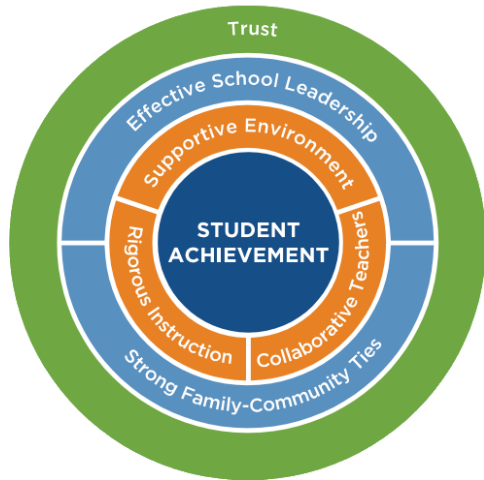 Trust
Effective School Leadership
Supportive Environment
STUDENT
ACHIEVEMENT
Rigorous Instruction
Collaborative Teachers
Strong Family-Community Ties